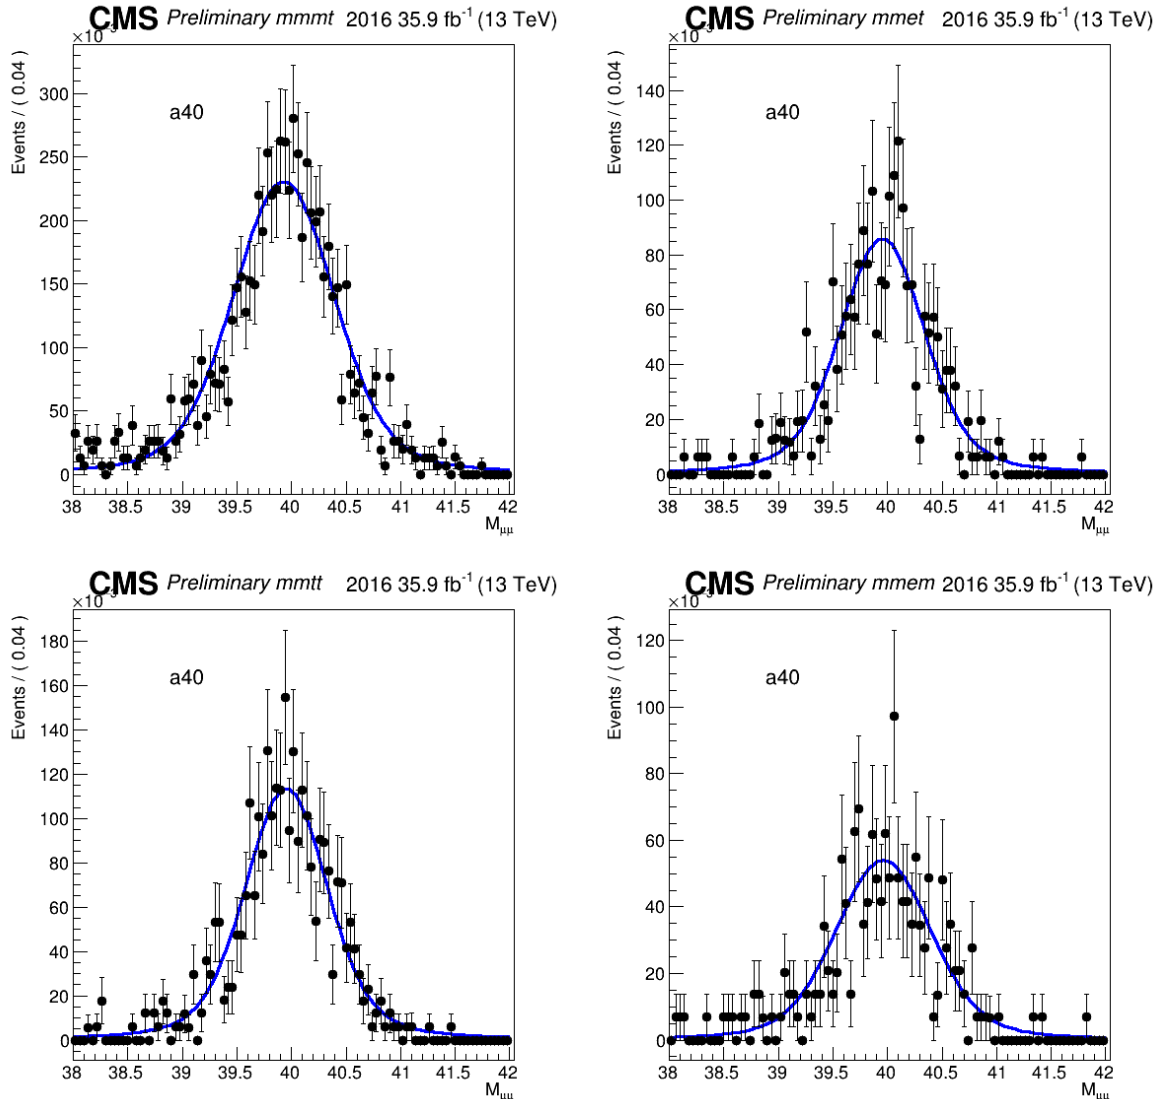 CMS Preliminary mmmt 2016 35.9 fb⁻¹ (13 TeV)
×10⁻³
Events / ( 0.04 )
a40
300
250
200
150
100
50
0
38 38.5 39 39.5 40 40.5 41 41.5 42
Mμμ
CMS Preliminary mmet 2016 35.9 fb⁻¹ (13 TeV)
×10⁻³
Events / ( 0.04 )
a40
140
120
100
80
60
40
20
0
38 38.5 39 39.5 40 40.5 41 41.5 42
Mμμ
CMS Preliminary mmtt 2016 35.9 fb⁻¹ (13 TeV)
×10⁻³
Events / ( 0.04 )
a40
180
160
140
120
100
80
60
40
20
0
38 38.5 39 39.5 40 40.5 41 41.5 42
Mμμ
CMS Preliminary mmem 2016 35.9 fb⁻¹ (13 TeV)
×10⁻³
Events / ( 0.04 )
a40
120
100
80
60
40
20
0
38 38.5 39 39.5 40 40.5 41 41.5 42
Mμμ